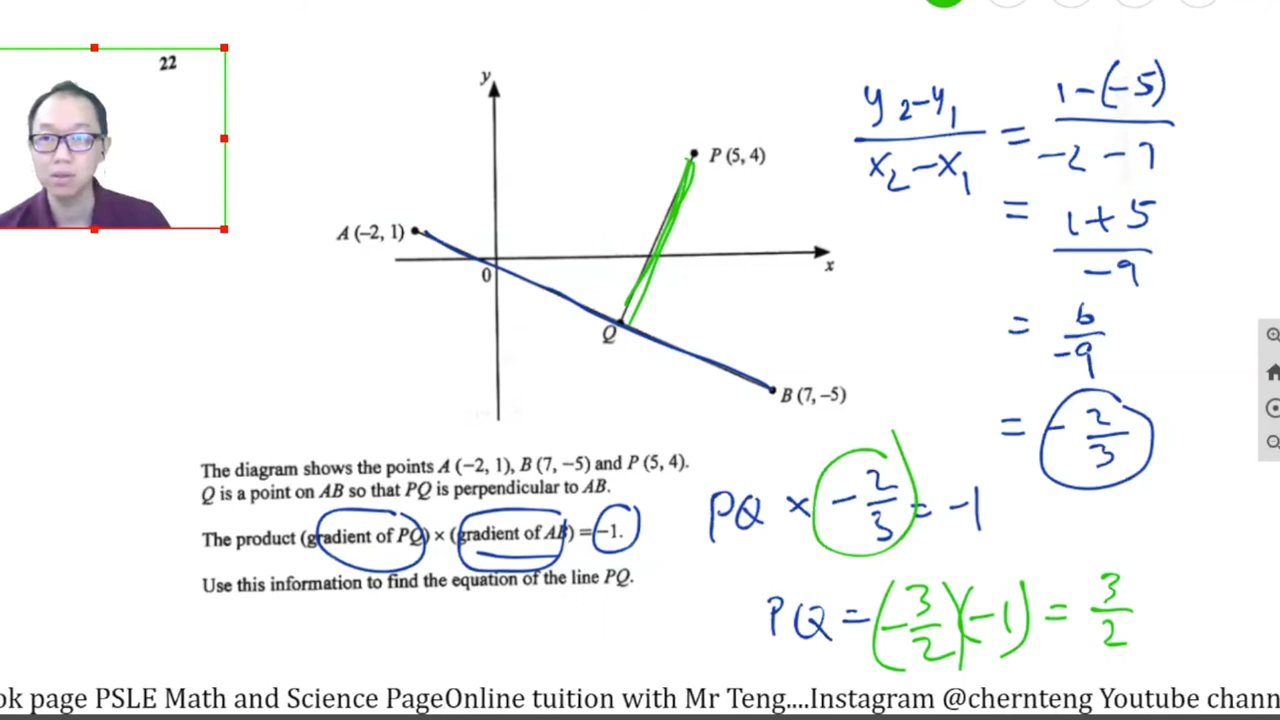 22
y
P (5, 4)
A (−2, 1)
0
x
Q
B (7, −5)
The diagram shows the points A (−2, 1), B (7, −5) and P (5, 4).
Q is a point on AB so that PQ is perpendicular to AB.
The product (gradient of PQ) × (gradient of AB) = −1.
Use this information to find the equation of the line PQ.
y₂−y₁ / x₂−x₁ = 1−(−5) / −2−7
= 1+5 / −9
= 6 / −9
= − 2/3
PQ × − 2/3 = −1
PQ = (− 3/2)(−1) = 3/2
ok page PSLE Math and Science PageOnline tuition with Mr Teng....Instagram @chernteng Youtube chann